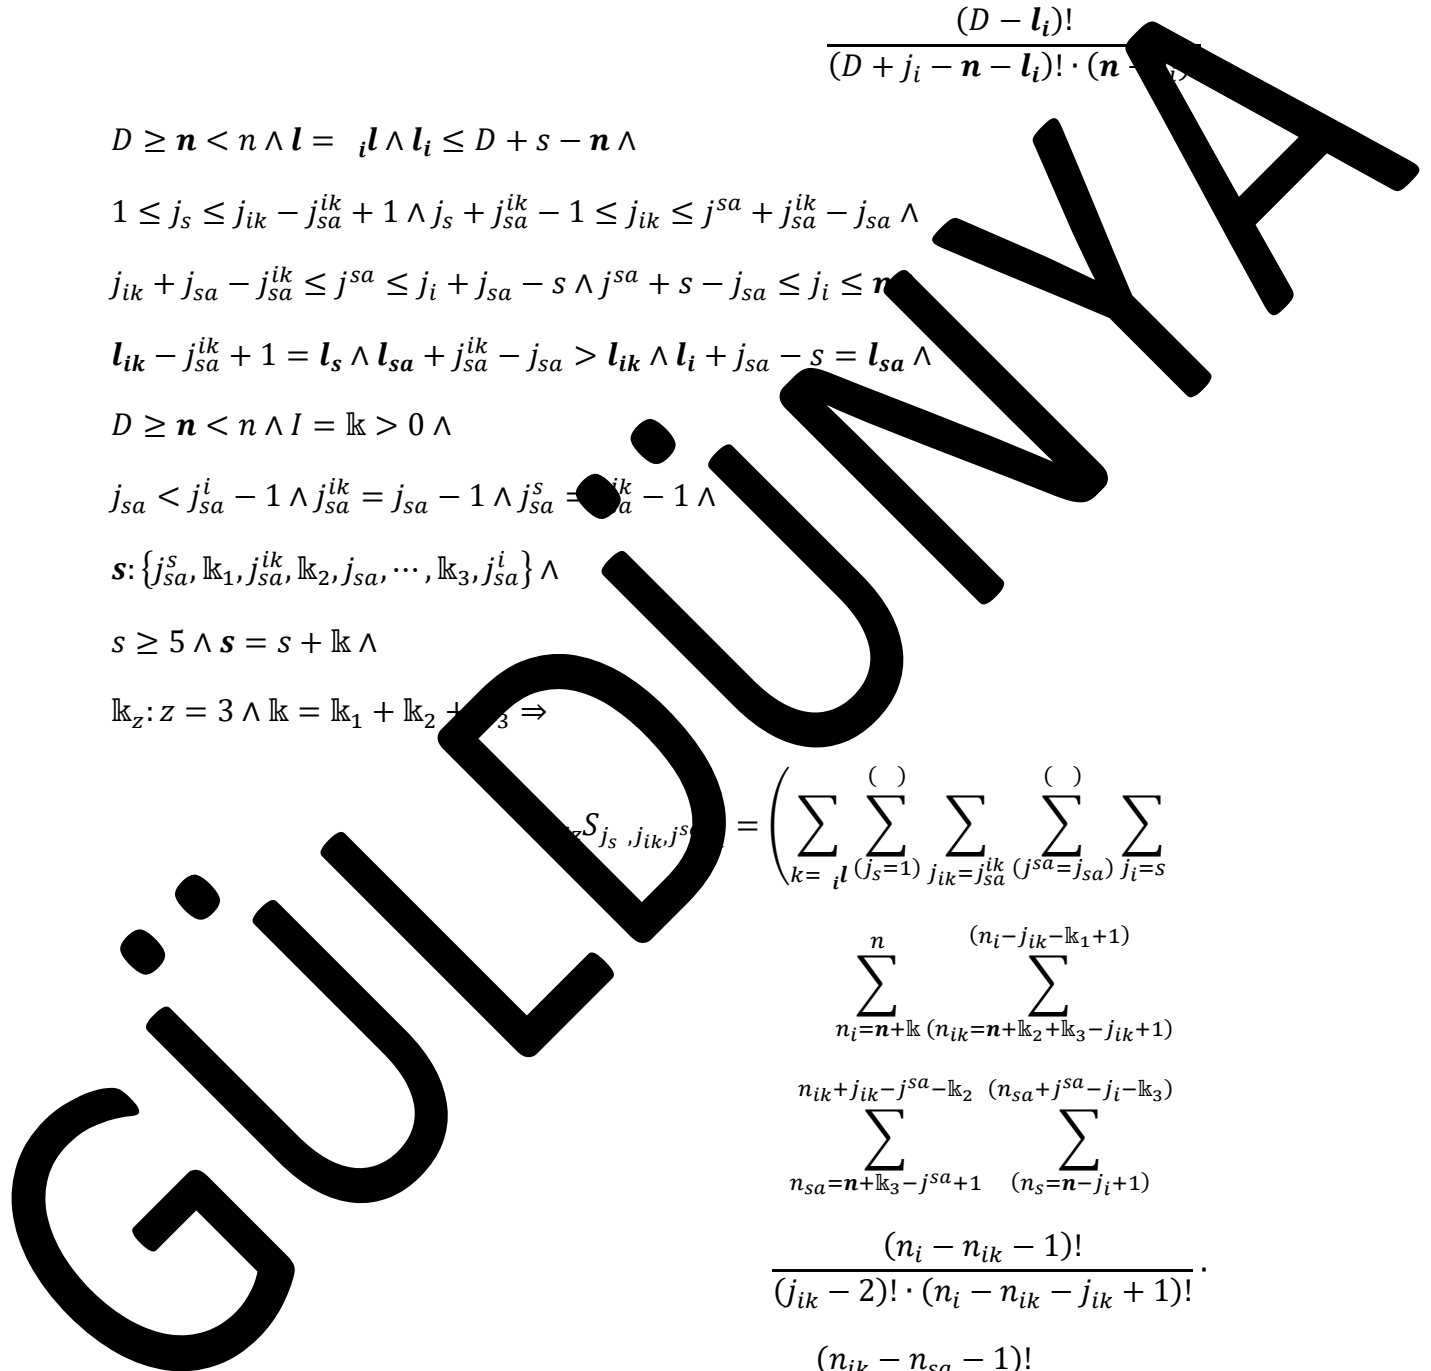 (D − l_i)!
(D + j_i − n − l_i)! · (n −
D ≥ n < n ∧ l = _il ∧ l_i ≤ D + s − n ∧
1 ≤ j_s ≤ j_ik − j_sa^ik + 1 ∧ j_s + j_sa^ik − 1 ≤ j_ik ≤ j^sa + j_sa^ik − j_sa ∧
j_ik + j_sa − j_sa^ik ≤ j^sa ≤ j_i + j_sa − s ∧ j^sa + s − j_sa ≤ j_i ≤ n
l_ik − j_sa^ik + 1 = l_s ∧ l_sa + j_sa^ik − j_sa > l_ik ∧ l_i + j_sa − s = l_sa ∧
D ≥ n < n ∧ I = 𝕜 > 0 ∧
j_sa < j_sa^i − 1 ∧ j_sa^ik = j_sa − 1 ∧ j_sa^s = − 1 ∧
s: {j_sa^s, 𝕜_1, j_sa^ik, 𝕜_2, j_sa, ⋯ , 𝕜_3, j_sa^i} ∧
s ≥ 5 ∧ s = s + 𝕜 ∧
𝕜_z: z = 3 ∧ 𝕜 = 𝕜_1 + 𝕜_2 + ⇒
( ) ( )
S_{j_s ,j_ik,j^sa} = ( ∑ ∑ ∑ ∑ ∑
k= _il (j_s=1) j_ik=j_sa^ik (j^sa=j_sa) j_i=s
n (n_i−j_ik−𝕜_1+1)
∑ ∑
n_i=n+𝕜 (n_ik=n+𝕜_2+𝕜_3−j_ik+1)
n_ik+j_ik−j^sa−𝕜_2 (n_sa+j^sa−j_i−𝕜_3)
∑ ∑
n_sa=n+𝕜_3−j^sa+1 (n_s=n−j_i+1)
(n_i − n_ik − 1)!
(j_ik − 2)! · (n_i − n_ik − j_ik + 1)! ·
(n_ik − n_sa − 1)!
GÜLDÜNYA